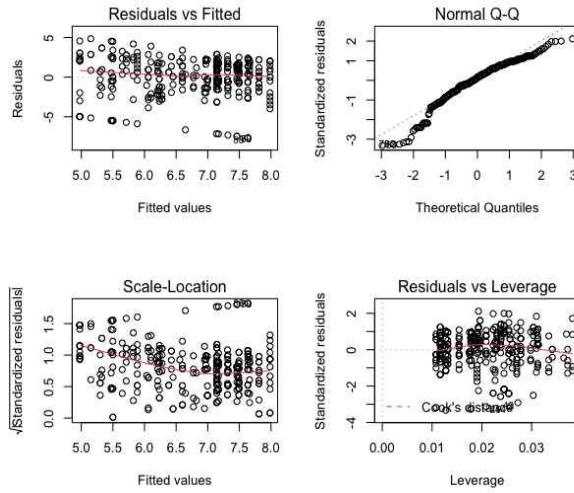 Residuals vs Fitted
Residuals
5
0
-5
5.0 5.5 6.0 6.5 7.0 7.5 8.0
Fitted values
Normal Q-Q
Standardized residuals
2
1
-1
-3
-3 -2 -1 0 1 2 3
Theoretical Quantiles
Scale-Location
√|Standardized residuals|
1.5
1.0
0.5
0.0
5.0 5.5 6.0 6.5 7.0 7.5 8.0
Fitted values
Residuals vs Leverage
Standardized residuals
2
0
-2
-4
Cook's distance
0.00 0.01 0.02 0.03
Leverage